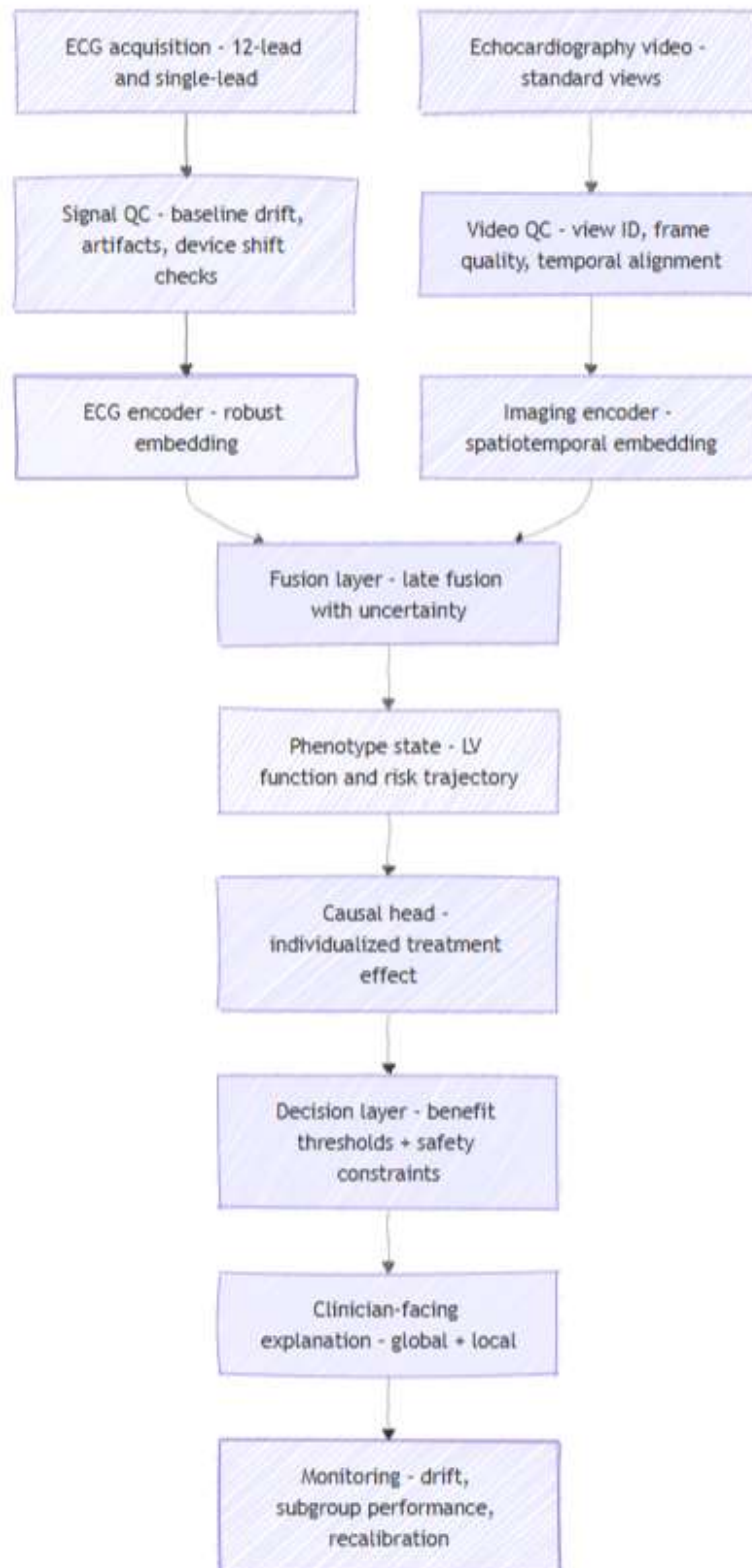 ECG acquisition - 12-lead
and single-lead
Echocardiography video -
standard views
Signal QC - baseline drift,
artifacts, device shift
checks
Video QC - view ID, frame
quality, temporal alignment
ECG encoder - robust
embedding
Imaging encoder -
spatiotemporal embedding
Fusion layer - late fusion
with uncertainty
Phenotype state - LV
function and risk trajectory
Causal head -
individualized treatment
effect
Decision layer - benefit
thresholds + safety
constraints
Clinician-facing
explanation - global + local
Monitoring - drift,
subgroup performance,
recalibration